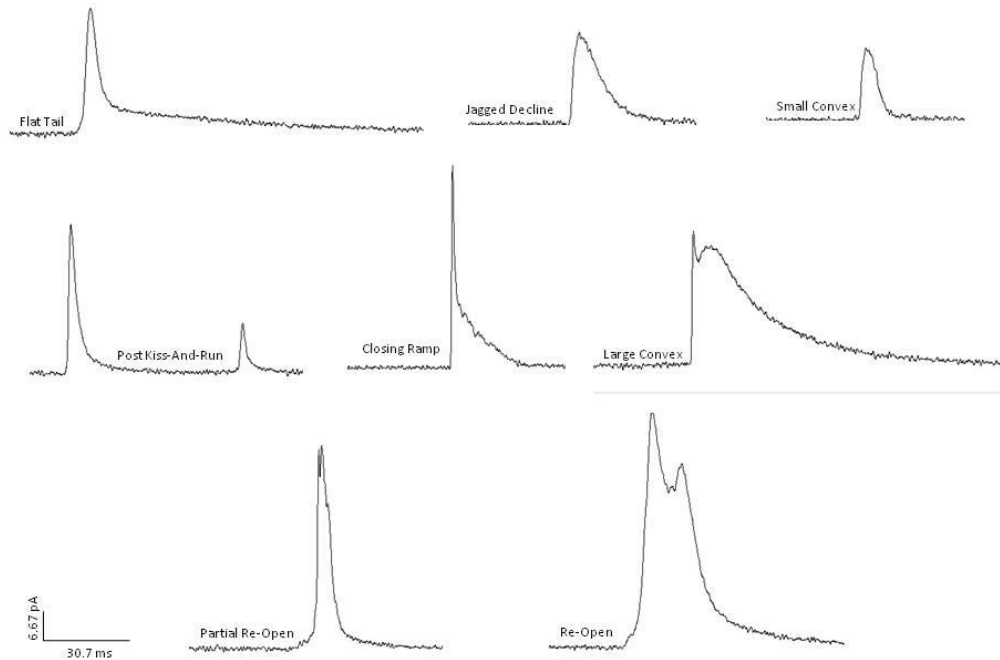 Flat Tail
Jagged Decline
Small Convex
Post Kiss-And-Run
Closing Ramp
Large Convex
Partial Re-Open
Re-Open
6.67 pA
30.7 ms